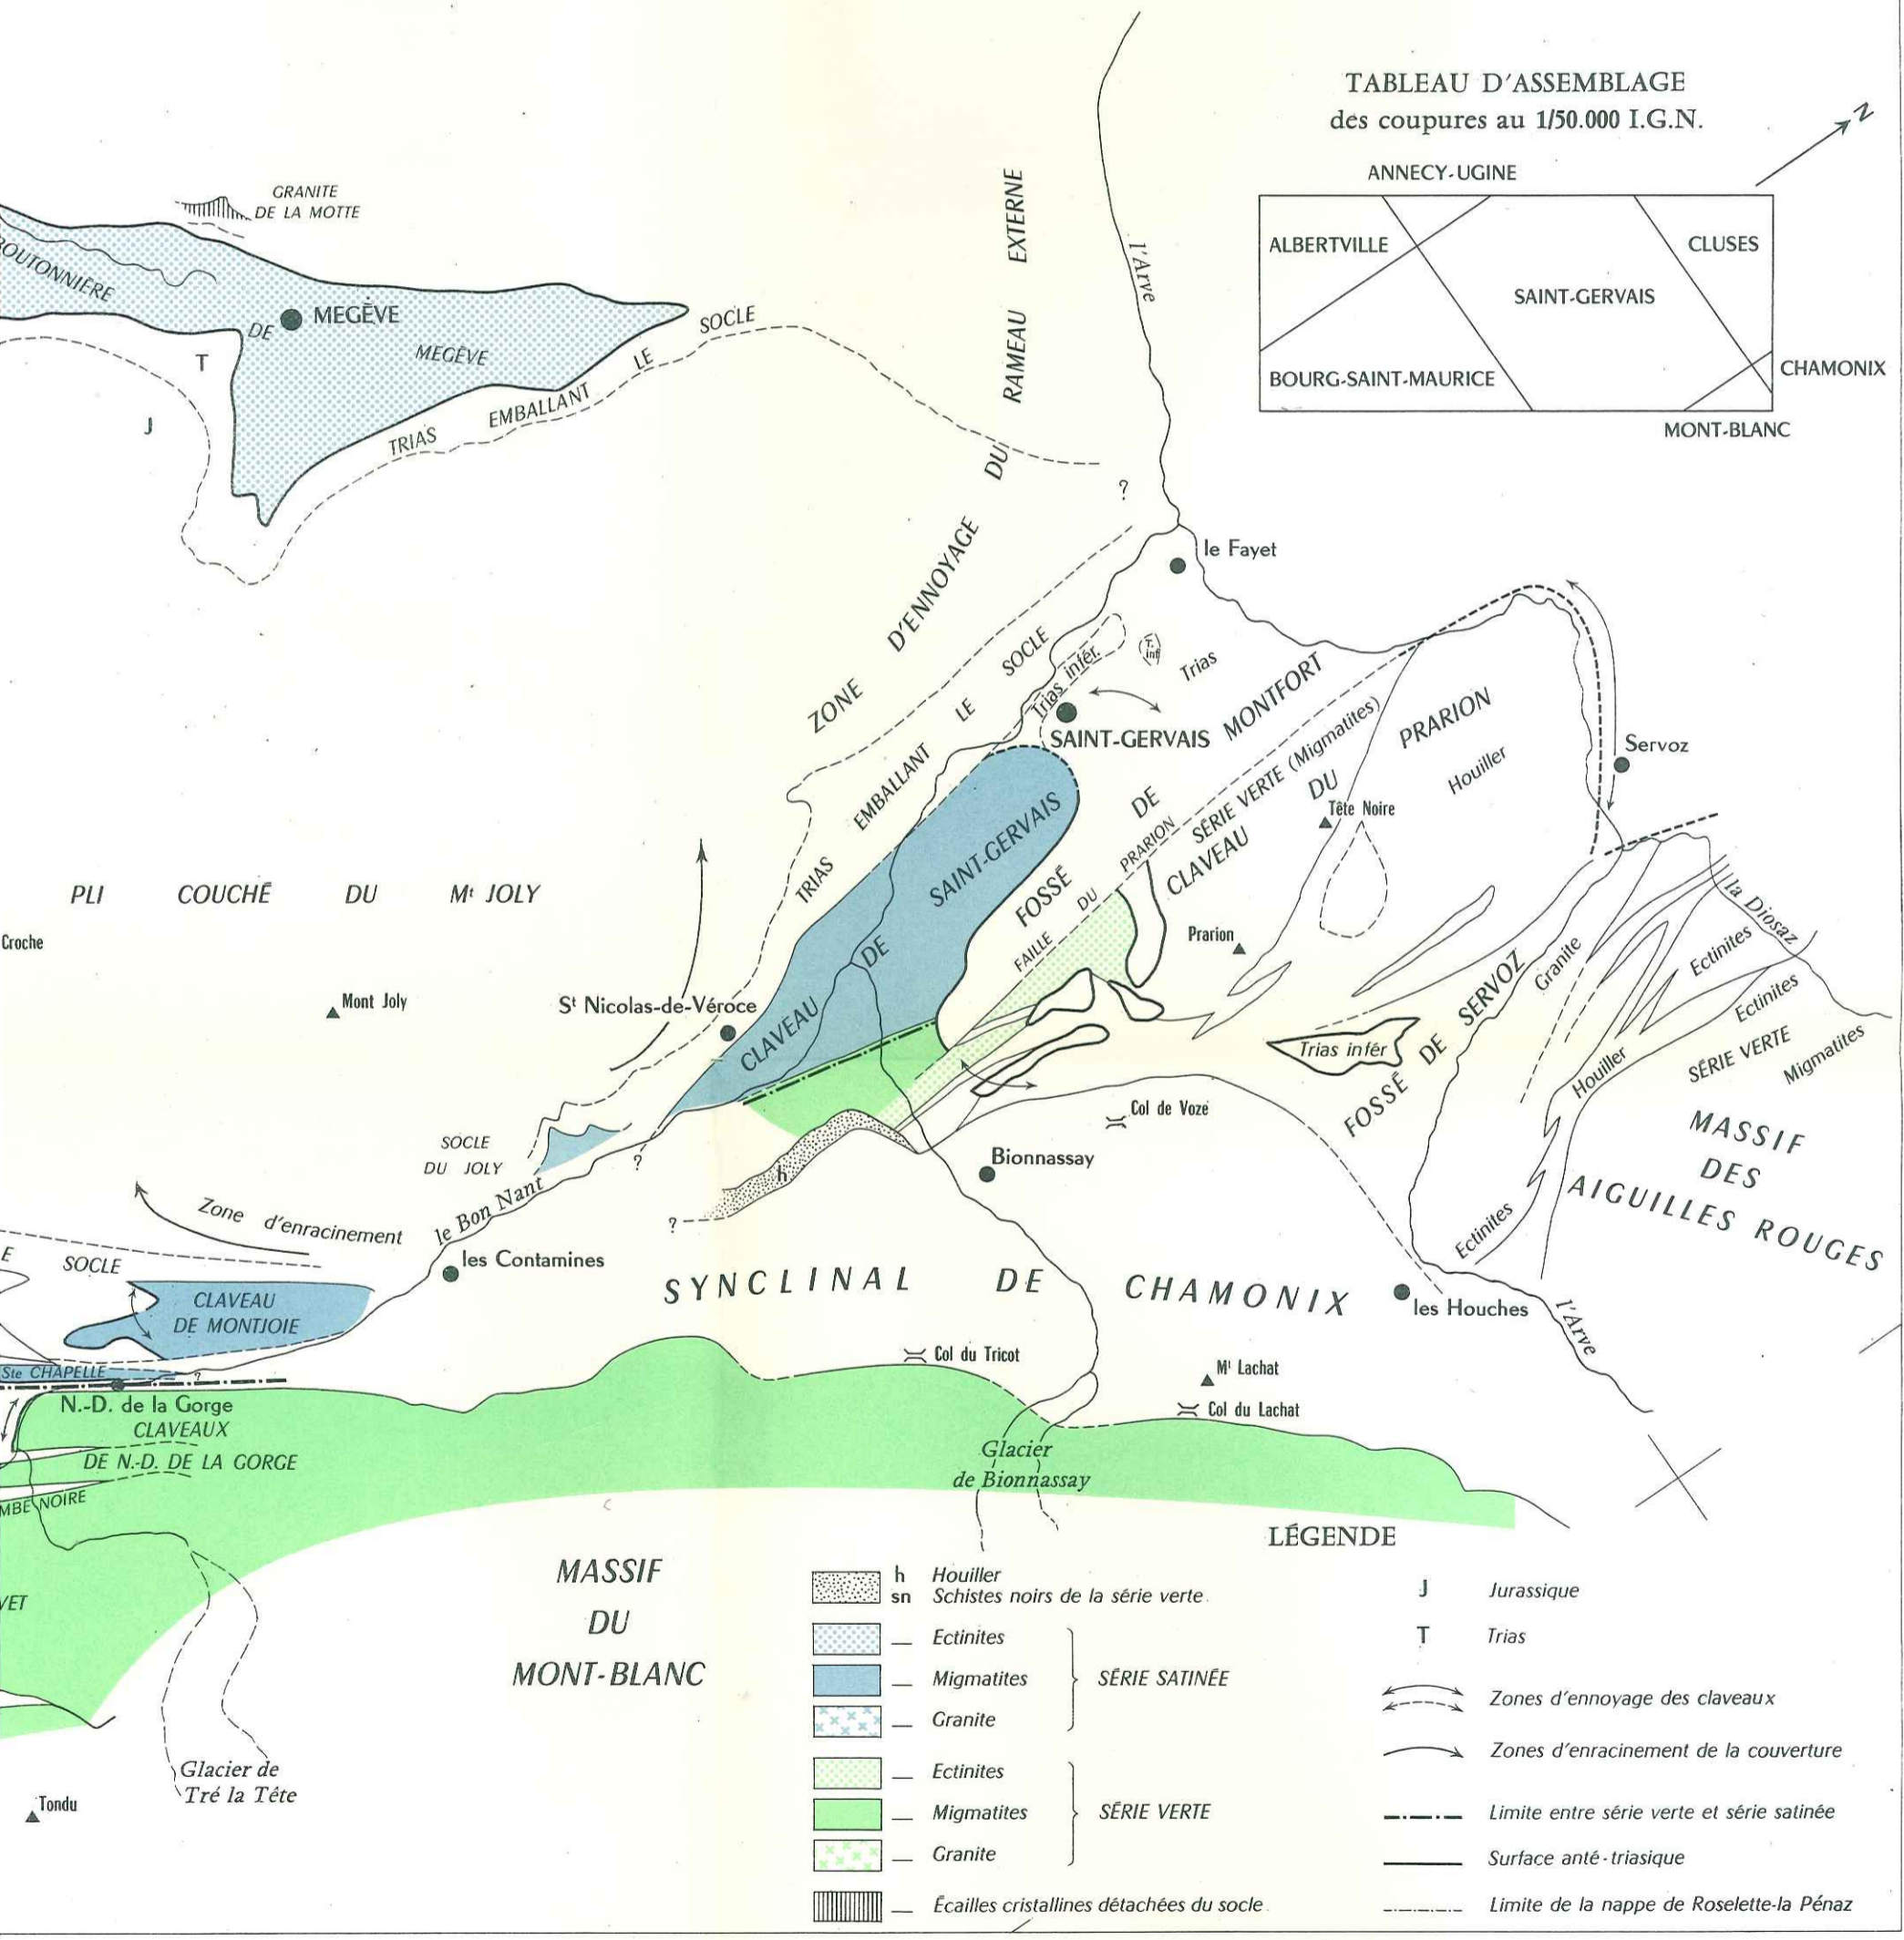 TABLEAU D'ASSEMBLAGE
des coupures au 1/50.000 I.G.N.
N
ANNECY-UGINE
ALBERTVILLE
CLUSES
SAINT-GERVAIS
BOURG-SAINT-MAURICE
CHAMONIX
MONT-BLANC
GRANITE
DE LA MOTTE
BOUTONNIÈRE
DE
MEGÈVE
MEGÈVE
T
J
TRIAS EMBALLANT LE SOCLE
ZONE D'ENNOYAGE DU RAMEAU EXTERNE
l'Arve
?
le Fayet
TRIAS EMBALLANT LE SOCLE
Trias infér.
T.
inf
Trias
SAINT-GERVAIS
FOSSÉ DE MONTFORT
FAILLE DU PRARION
SÉRIE VERTE (Migmatites)
CLAVEAU DU PRARION
Houiller
Servoz
Tête Noire
Prarion
CLAVEAU DE SAINT-GERVAIS
PLI COUCHÉ DU Mt JOLY
Croche
Mont Joly
St Nicolas-de-Véroce
la Diosaz
Granite
Ectinites
Ectinites
SÉRIE VERTE
Migmatites
Houiller
Trias infér
FOSSÉ DE SERVOZ
MASSIF
DES
AIGUILLES ROUGES
Ectinites
Col de Voze
Bionnassay
h
?
?
SOCLE
DU JOLY
le Bon Nant
Zone d'enracinement
les Contamines
E
SOCLE
CLAVEAU
DE MONTJOIE
SYNCLINAL DE CHAMONIX
les Houches
l'Arve
Ste CHAPELLE
?
N.-D. de la Gorge
CLAVEAUX
DE N.-D. DE LA GORGE
MBE NOIRE
VET
Col du Tricot
Mt Lachat
Col du Lachat
Glacier
de Bionnassay
MASSIF
DU
MONT-BLANC
Glacier de
Tré la Tête
Tondu
LÉGENDE
h Houiller
sn Schistes noirs de la série verte
Ectinites
Migmatites
Granite
SÉRIE SATINÉE
Ectinites
Migmatites
Granite
SÉRIE VERTE
Écailles cristallines détachées du socle
J Jurassique
T Trias
Zones d'ennoyage des claveaux
Zones d'enracinement de la couverture
Limite entre série verte et série satinée
Surface anté-triasique
Limite de la nappe de Roselette-la Pénaz